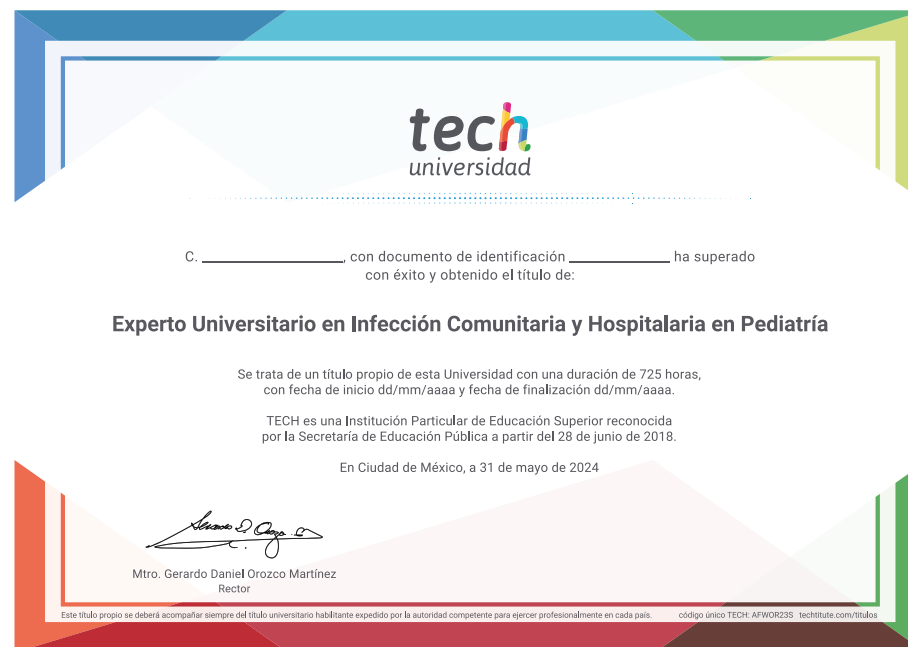 tech
universidad
C. ____________, con documento de identificación ____________ ha superado
con éxito y obtenido el título de:
Experto Universitario en Infección Comunitaria y Hospitalaria en Pediatría
Se trata de un título propio de esta Universidad con una duración de 725 horas,
con fecha de inicio dd/mm/aaaa y fecha de finalización dd/mm/aaaa.
TECH es una Institución Particular de Educación Superior reconocida
por la Secretaría de Educación Pública a partir del 28 de junio de 2018.
En Ciudad de México, a 31 de mayo de 2024
Mtro. Gerardo Daniel Orozco Martínez
Rector
Este título propio se deberá acompañar siempre del título universitario habilitante expedido por la autoridad competente para ejercer profesionalmente en cada país. código único TECH: AFWOR23S techtitute.com/titulos